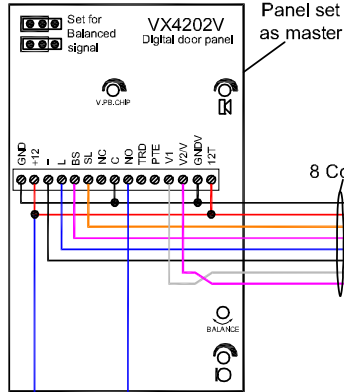 Set for
Balanced
signal
VX4202V
Digital door panel
Panel set
as master
V.PB.CHIP
GND
+12
–
L
BS
SL
NC
C
NO
TRD
PTE
V1
V2/V
GNDV
12T
8 Co
BALANCE